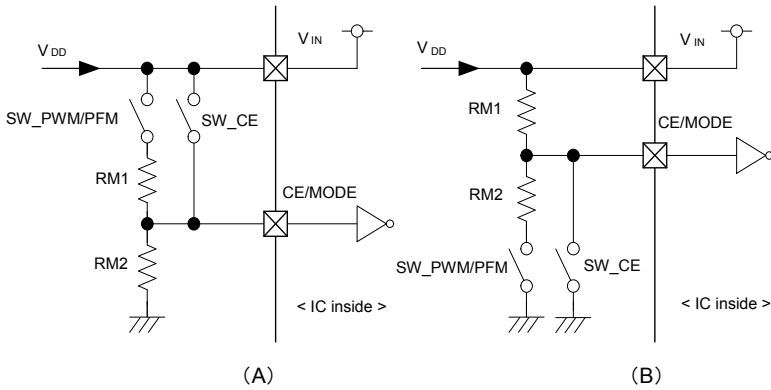 V DD
V IN
SW_PWM/PFM
SW_CE
RM1
CE/MODE
RM2
< IC inside >
(A)
V DD
V IN
RM1
CE/MODE
RM2
SW_PWM/PFM
SW_CE
< IC inside >
(B)